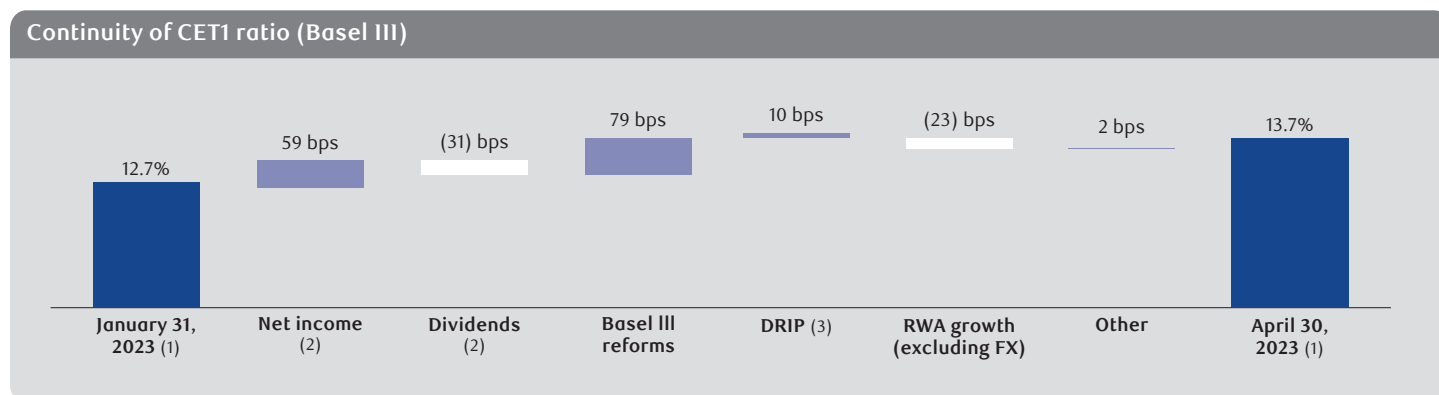 Continuity of CET1 ratio (Basel III)
12.7%
59 bps
(31) bps
79 bps
10 bps
(23) bps
2 bps
13.7%
January 31,
2023 (1)
Net income
(2)
Dividends
(2)
Basel III
reforms
DRIP (3)
RWA growth
(excluding FX)
Other
April 30,
2023 (1)